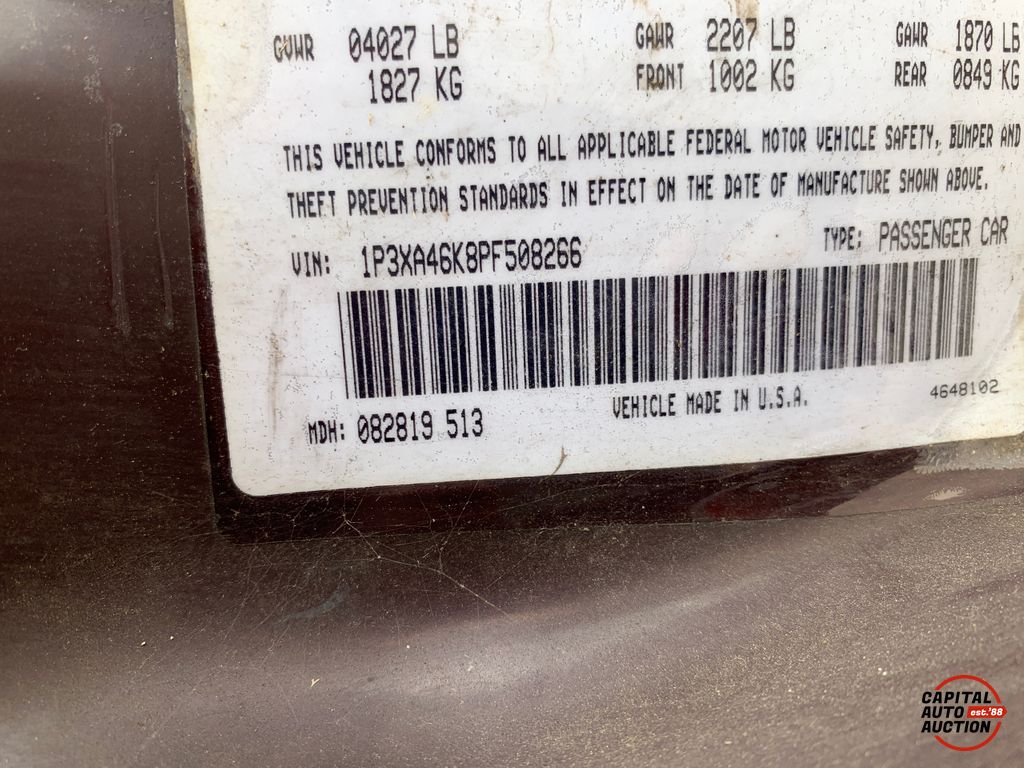 GVWR 04027 LB GAWR 2207 LB GAWR 1870 LB
1827 KG FRONT 1002 KG REAR 0849 KG
THIS VEHICLE CONFORMS TO ALL APPLICABLE FEDERAL MOTOR VEHICLE SAFETY, BUMPER AND
THEFT PREVENTION STANDARDS IN EFFECT ON THE DATE OF MANUFACTURE SHOWN ABOVE.
VIN: 1P3XA46K8PF508266 TYPE: PASSENGER CAR
MDH: 082819 513 VEHICLE MADE IN U.S.A. 4648102
CAPITAL
AUTO est.'88
AUCTION